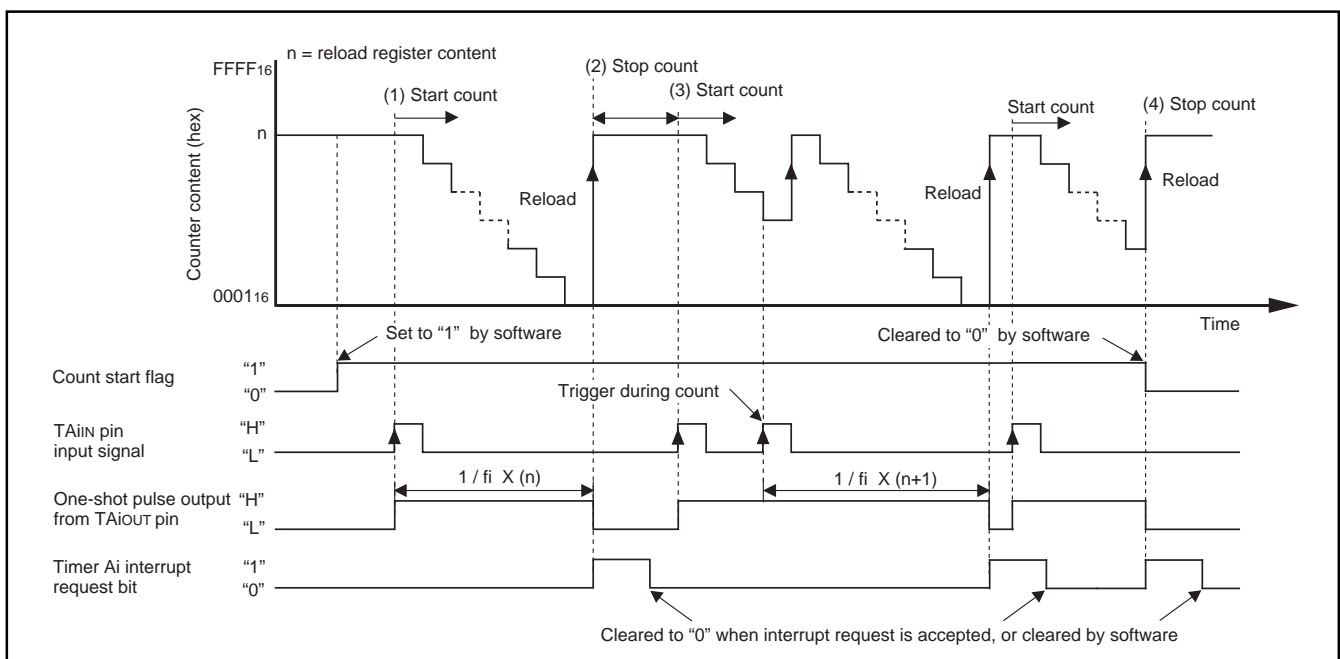 n = reload register content
FFFF16
(1) Start count
(2) Stop count
(3) Start count
Start count
(4) Stop count
n
Counter content (hex)
Reload
Reload
Reload
000116
Time
Set to “1” by software
Cleared to “0” by software
Count start flag
“1”
“0”
Trigger during count
TAiIN pin
input signal
“H”
“L”
1 / fi X (n)
1 / fi X (n+1)
One-shot pulse output
from TAiOUT pin
“H”
“L”
Timer Ai interrupt
request bit
“1”
“0”
Cleared to “0” when interrupt request is accepted, or cleared by software